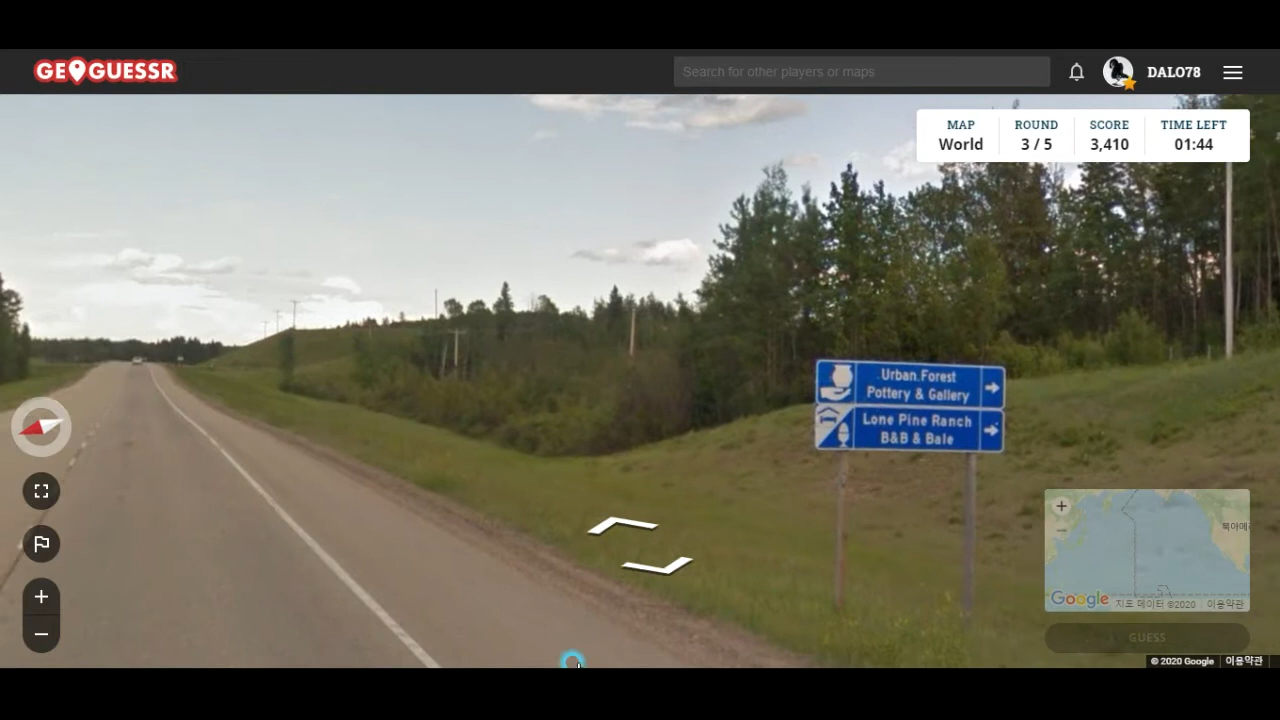 GEOGUESSR
Search for other players or maps
DALO78
MAP
World
ROUND
3 / 5
SCORE
3,410
TIME LEFT
01:44
Urban Forest
Pottery & Gallery
Lone Pine Ranch
B&B & Bale
+
−
+
−
Google
지도 데이터 ©2020
이용약관
GUESS
© 2020 Google
이용약관